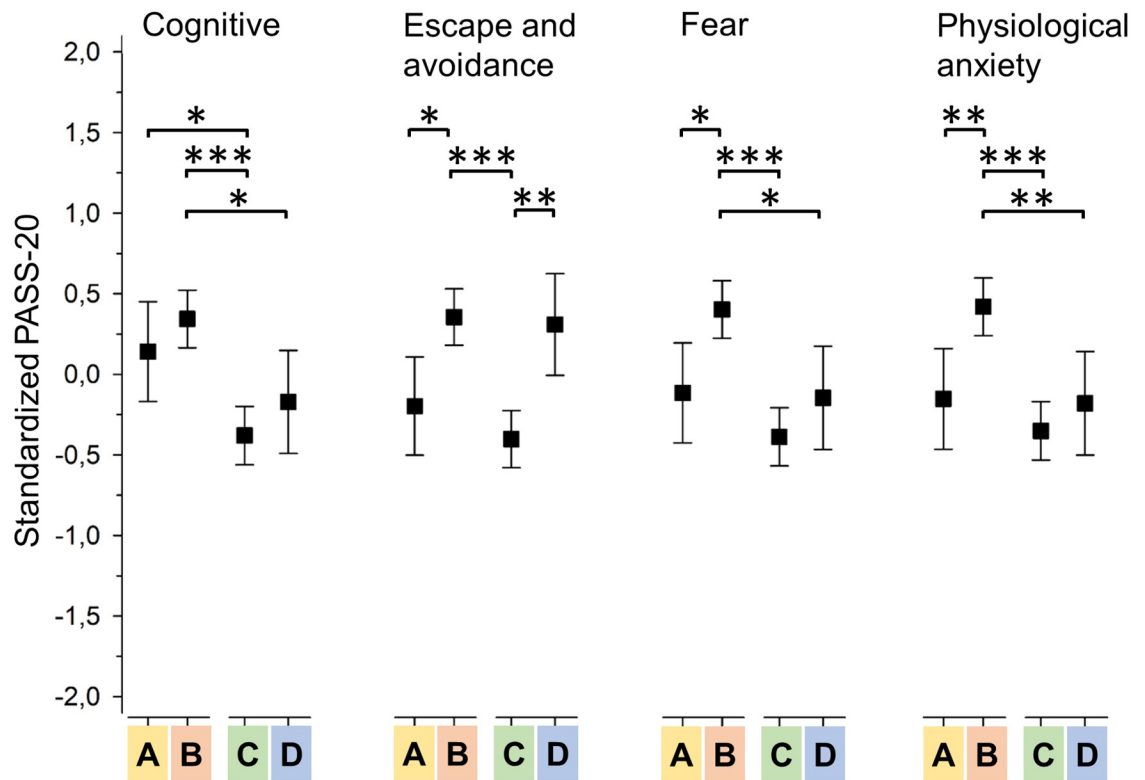 Cognitive
Escape and
avoidance
Fear
Physiological
anxiety
Standardized PASS-20
2,0
1,5
1,0
0,5
0,0
-0,5
-1,0
-1,5
-2,0
* * * **
*** *** *** ***
* ** * **
A B C D A B C D A B C D A B C D